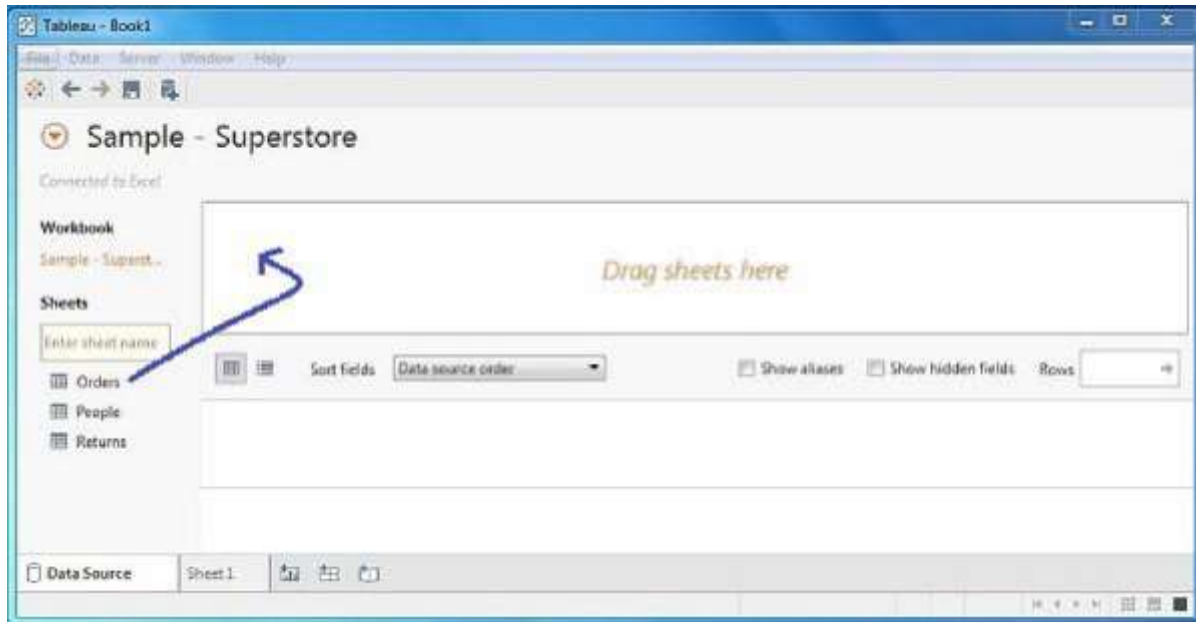 Tableau - Book1
File Data Server Window Help
Sample - Superstore
Connected to Excel
Workbook
Sample - Superst...
Drag sheets here
Sheets
Enter sheet name
Sort fields Data source order Show aliases Show hidden fields Rows
Orders
People
Returns
Data Source Sheet 1